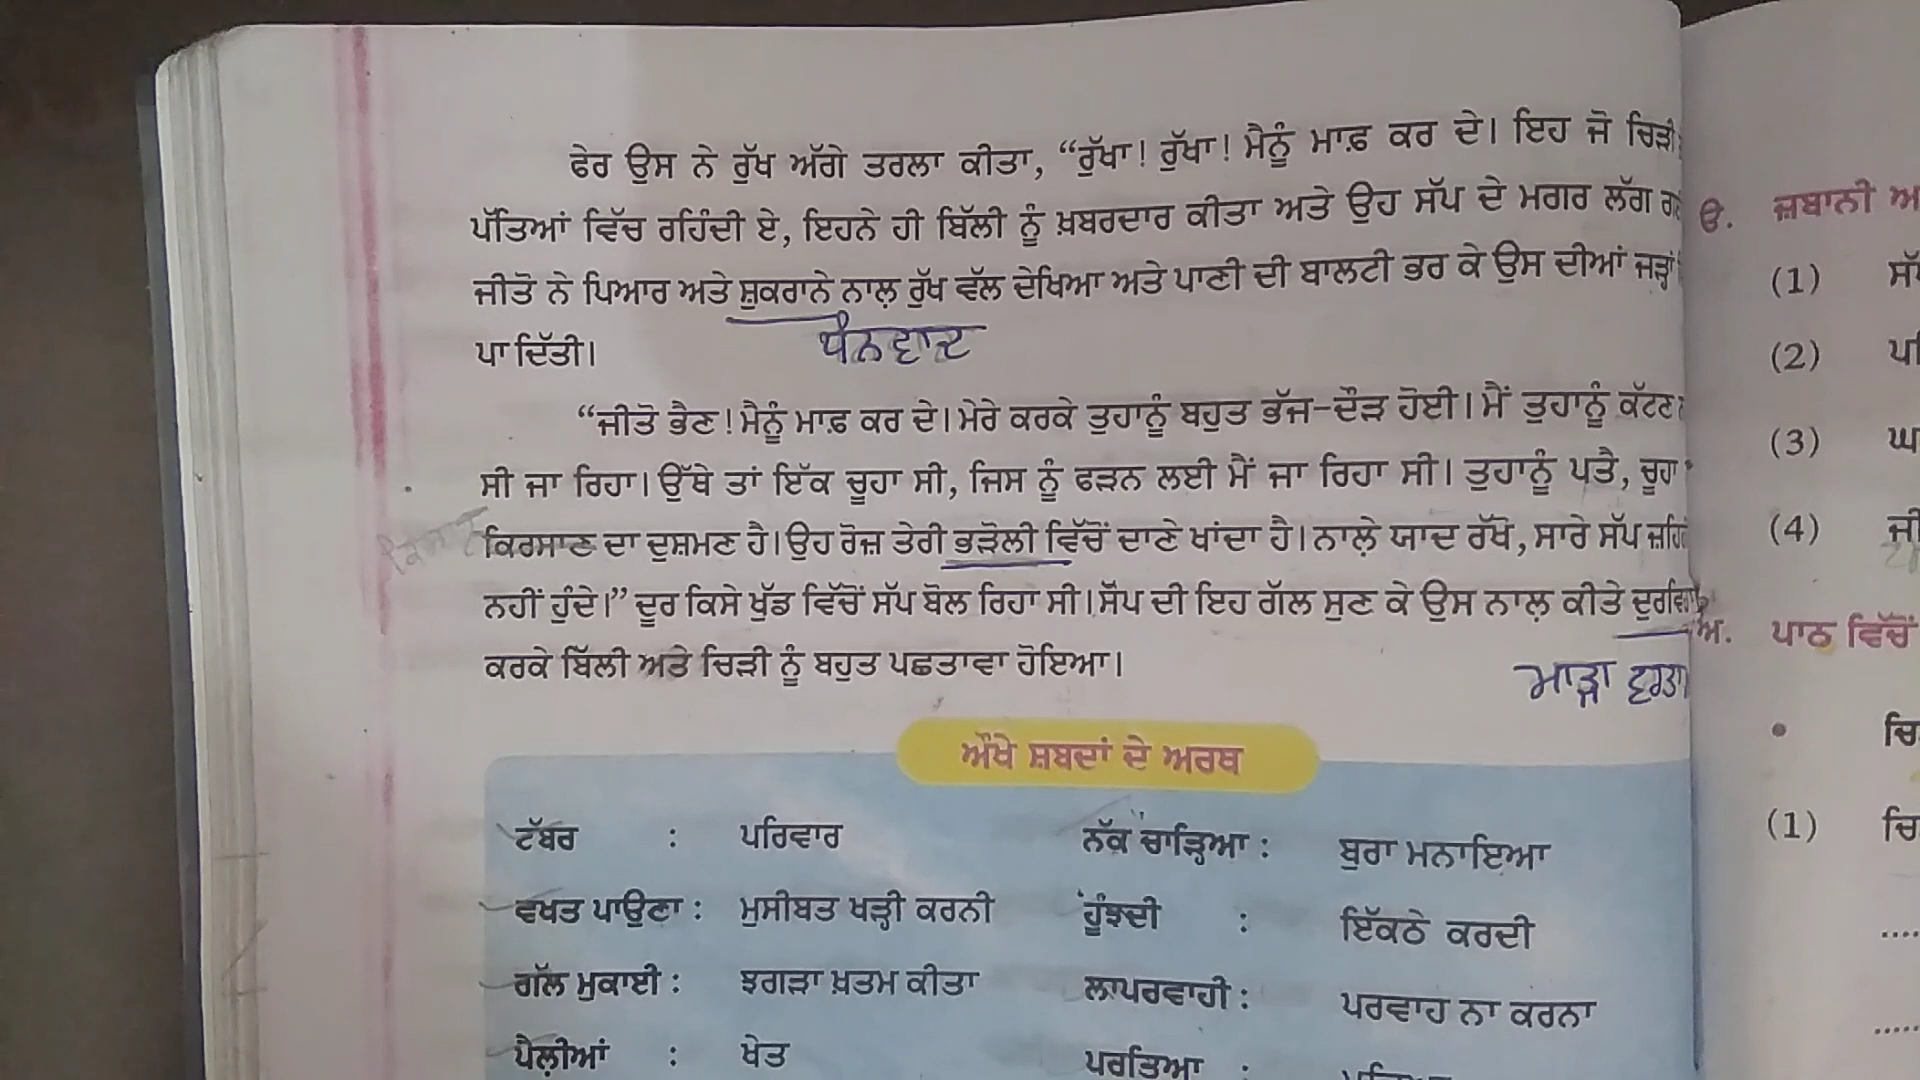 ਫੇਰ ਉਸ ਨੇ ਰੁੱਖ ਅੱਗੇ ਤਰਲਾ ਕੀਤਾ, “ਰੁੱਖਾ! ਰੁੱਖਾ! ਮੈਨੂੰ ਮਾਫ਼ ਕਰ ਦੇ। ਇਹ ਜੋ ਚਿੜੀ
ਪੱਤਿਆਂ ਵਿੱਚ ਰਹਿੰਦੀ ਏ, ਇਹਨੇ ਹੀ ਬਿੱਲੀ ਨੂੰ ਖ਼ਬਰਦਾਰ ਕੀਤਾ ਅਤੇ ਉਹ ਸੱਪ ਦੇ ਮਗਰ ਲੱਗ
ਜੀਤੋ ਨੇ ਪਿਆਰ ਅਤੇ ਸ਼ੁਕਰਾਨੇ ਨਾਲ਼ ਰੁੱਖ ਵੱਲ ਦੇਖਿਆ ਅਤੇ ਪਾਣੀ ਦੀ ਬਾਲਟੀ ਭਰ ਕੇ ਉਸ ਦੀਆਂ ਜੜ੍ਹਾਂ
ਪਾ ਦਿੱਤੀ।
ਧੰਨਵਾਦ
“ਜੀਤੋ ਭੈਣ! ਮੈਨੂੰ ਮਾਫ਼ ਕਰ ਦੇ। ਮੇਰੇ ਕਰਕੇ ਤੁਹਾਨੂੰ ਬਹੁਤ ਭੱਜ-ਦੌੜ ਹੋਈ। ਮੈਂ ਤੁਹਾਨੂੰ ਕੱਟਣ
ਸੀ ਜਾ ਰਿਹਾ। ਉੱਥੇ ਤਾਂ ਇੱਕ ਚੂਹਾ ਸੀ, ਜਿਸ ਨੂੰ ਫੜਨ ਲਈ ਮੈਂ ਜਾ ਰਿਹਾ ਸੀ। ਤੁਹਾਨੂੰ ਪਤੈ, ਚੂਹਾ
ਕਿਰਸਾਣ ਦਾ ਦੁਸ਼ਮਣ ਹੈ। ਉਹ ਰੋਜ਼ ਤੇਰੀ ਭੜੋਲੀ ਵਿੱਚੋਂ ਦਾਣੇ ਖਾਂਦਾ ਹੈ। ਨਾਲ਼ੇ ਯਾਦ ਰੱਖੋ, ਸਾਰੇ ਸੱਪ
ਨਹੀਂ ਹੁੰਦੇ।” ਦੂਰ ਕਿਸੇ ਖੁੱਡ ਵਿੱਚੋਂ ਸੱਪ ਬੋਲ ਰਿਹਾ ਸੀ। ਸੱਪ ਦੀ ਇਹ ਗੱਲ ਸੁਣ ਕੇ ਉਸ ਨਾਲ਼ ਕੀਤੇ
ਕਰਕੇ ਬਿੱਲੀ ਅਤੇ ਚਿੜੀ ਨੂੰ ਬਹੁਤ ਪਛਤਾਵਾ ਹੋਇਆ।
ਮਾੜਾ
ਔਖੇ ਸ਼ਬਦਾਂ ਦੇ ਅਰਥ
ਟੱਬਰ : ਪਰਿਵਾਰ ਨੱਕ ਚਾੜ੍ਹਿਆ : ਬੁਰਾ ਮਨਾਇਆ
ਵਖਤ ਪਾਉਣਾ : ਮੁਸੀਬਤ ਖੜ੍ਹੀ ਕਰਨੀ ਹੂੰਝਦੀ : ਇੱਕਠੇ ਕਰਦੀ
ਗੱਲ ਮੁਕਾਈ : ਝਗੜਾ ਖ਼ਤਮ ਕੀਤਾ ਲਾਪਰਵਾਹੀ : ਪਰਵਾਹ ਨਾ ਕਰਨਾ
ਪੈਲ਼ੀਆਂ : ਖੇਤ ਪਰਤਿਆ :
ੳ. ਜ਼ਬਾਨੀ
(1)
(2)
(3)
(4)
ਅ. ਪਾਠ ਵਿੱਚੋਂ
•
(1)
....
....